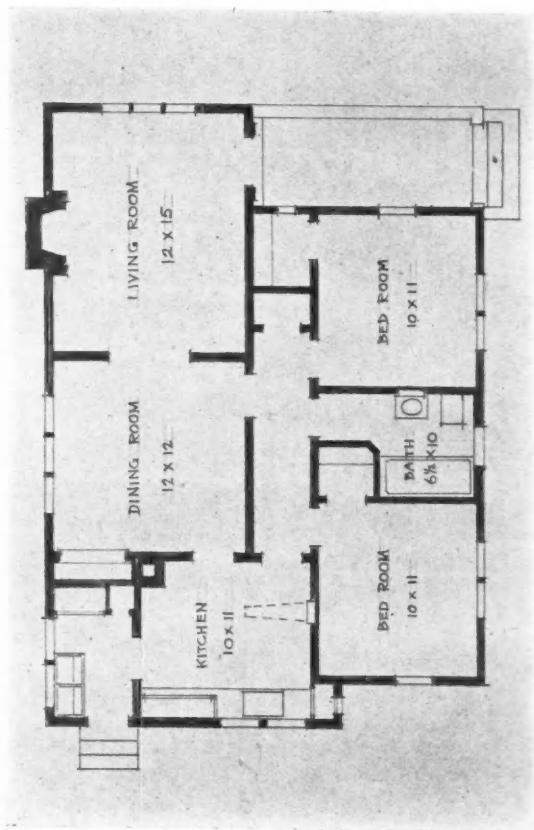 LIVING ROOM
12 X 15
DINING ROOM
12 X 12
KITCHEN
10 X 11
BED ROOM
10 X 11
BATH
6½ X 10
BED ROOM
10 X 11